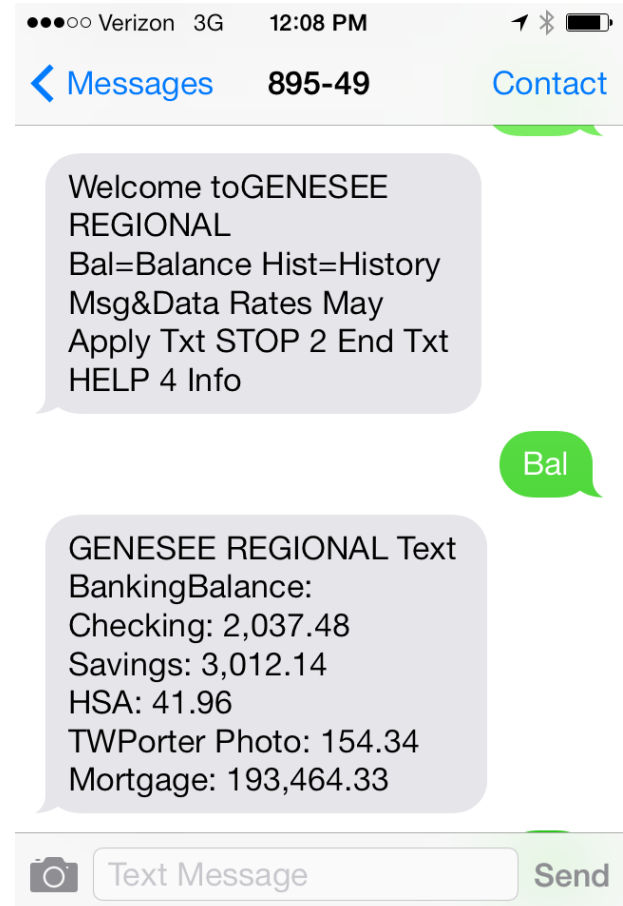 Verizon 3G 12:08 PM
Messages 895-49 Contact
Welcome toGENESEE
REGIONAL
Bal=Balance Hist=History
Msg&Data Rates May
Apply Txt STOP 2 End Txt
HELP 4 Info
Bal
GENESEE REGIONAL Text
BankingBalance:
Checking: 2,037.48
Savings: 3,012.14
HSA: 41.96
TWPorter Photo: 154.34
Mortgage: 193,464.33
Text Message Send